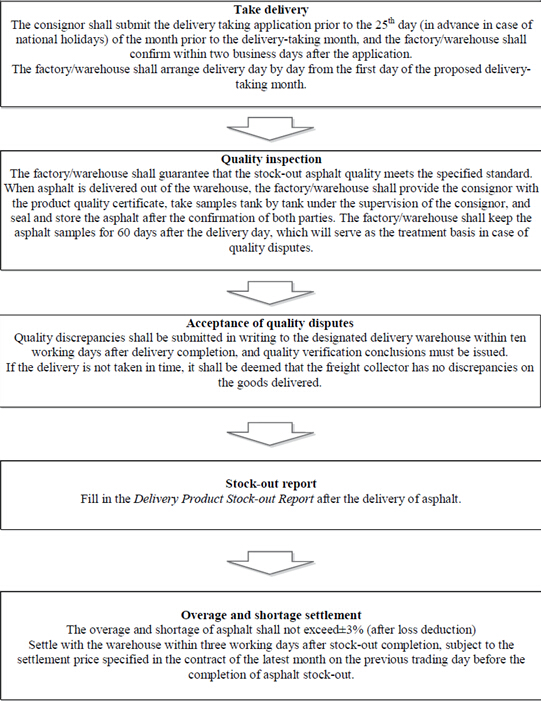 Take delivery
The consignor shall submit the delivery taking application prior to the 25th day (in advance in case of
national holidays) of the month prior to the delivery-taking month, and the factory/warehouse shall
confirm within two business days after the application.
The factory/warehouse shall arrange delivery day by day from the first day of the proposed delivery-
taking month.
Quality inspection
The factory/warehouse shall guarantee that the stock-out asphalt quality meets the specified standard.
When asphalt is delivered out of the warehouse, the factory/warehouse shall provide the consignor with
the product quality certificate, take samples tank by tank under the supervision of the consignor, and
seal and store the asphalt after the confirmation of both parties. The factory/warehouse shall keep the
asphalt samples for 60 days after the delivery day, which will serve as the treatment basis in case of
quality disputes.
Acceptance of quality disputes
Quality discrepancies shall be submitted in writing to the designated delivery warehouse within ten
working days after delivery completion, and quality verification conclusions must be issued.
If the delivery is not taken in time, it shall be deemed that the freight collector has no discrepancies on
the goods delivered.
Stock-out report
Fill in the Delivery Product Stock-out Report after the delivery of asphalt.
Overage and shortage settlement
The overage and shortage of asphalt shall not exceed±3% (after loss deduction)
Settle with the warehouse within three working days after stock-out completion, subject to the
settlement price specified in the contract of the latest month on the previous trading day before the
completion of asphalt stock-out.